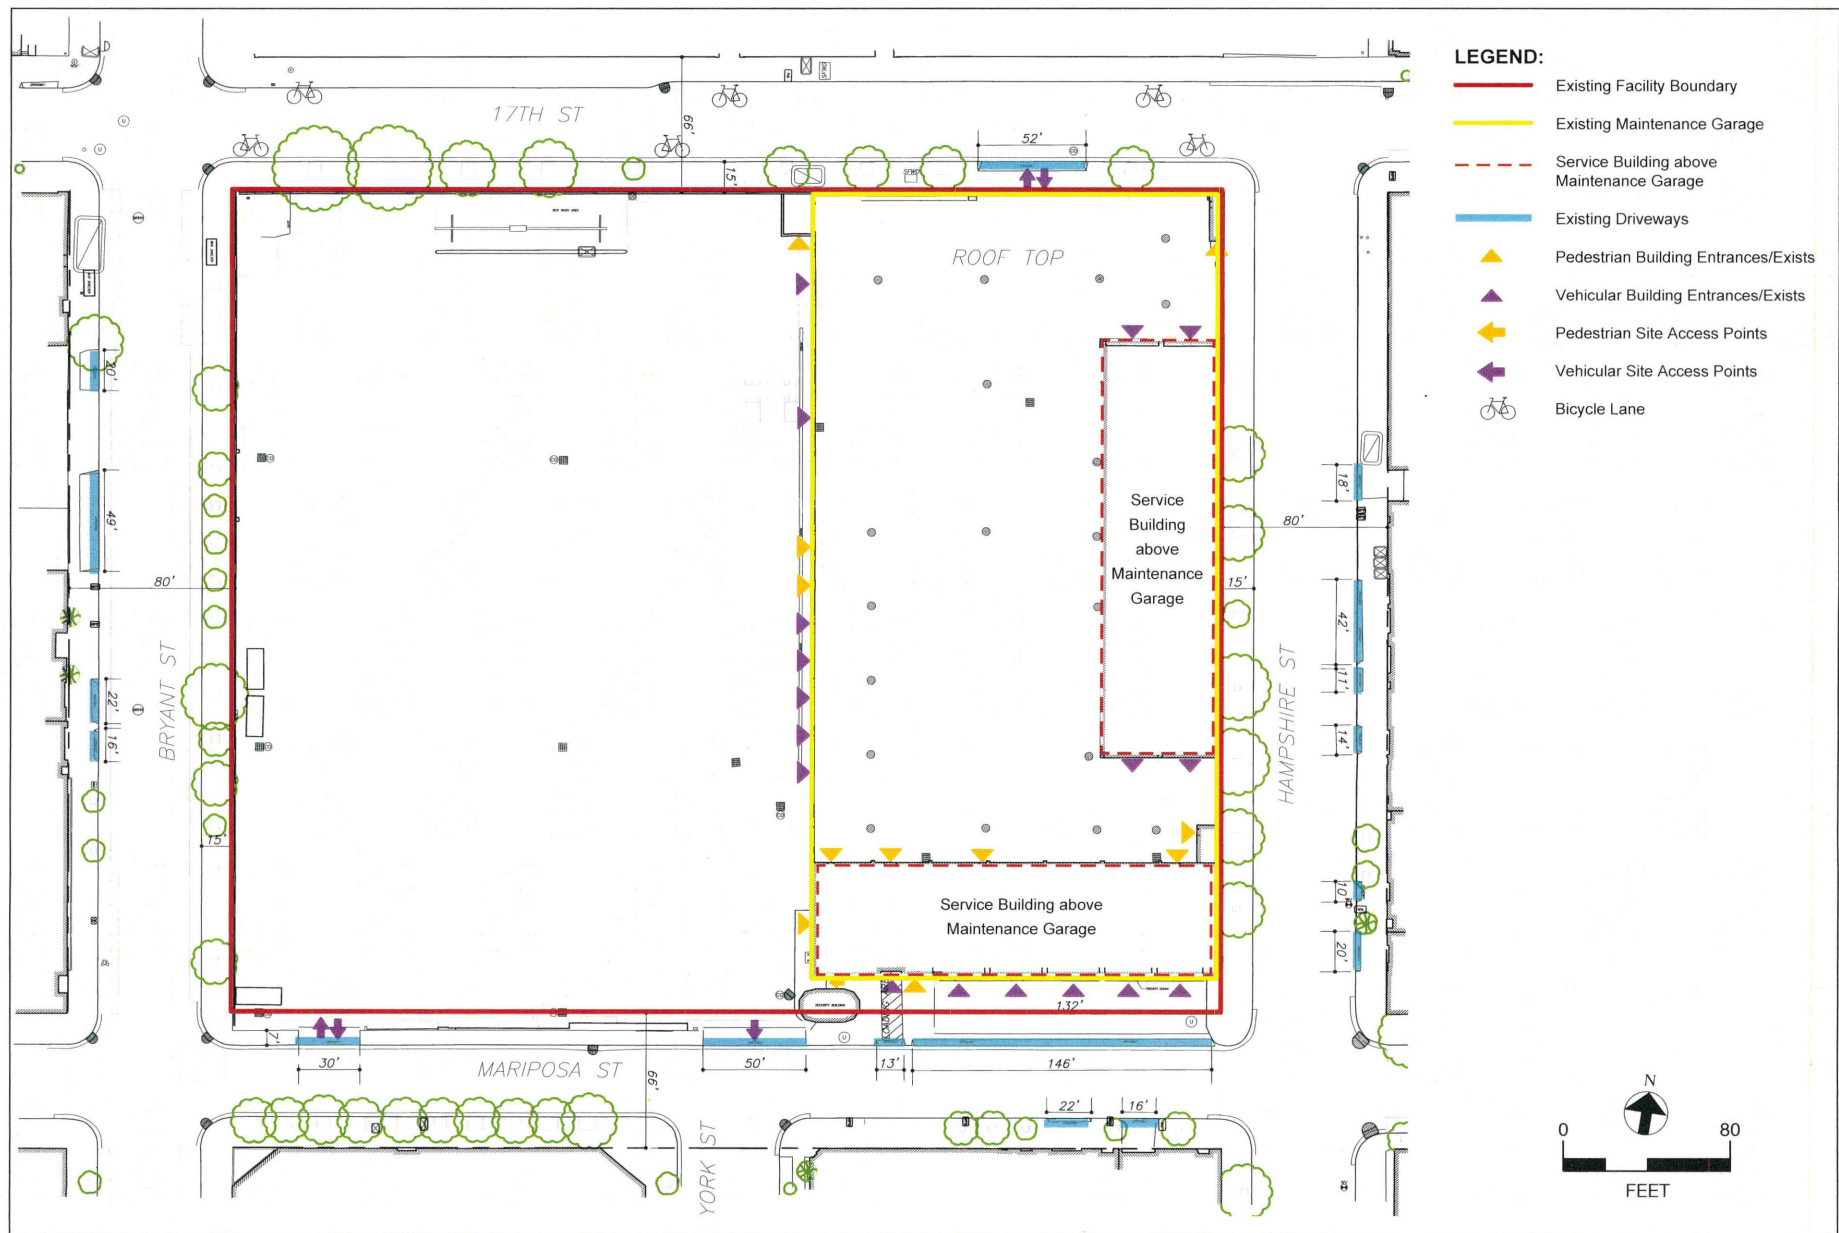 LEGEND:
Existing Facility Boundary
Existing Maintenance Garage
Service Building above
Maintenance Garage
Existing Driveways
Pedestrian Building Entrances/Exists
Vehicular Building Entrances/Exists
Pedestrian Site Access Points
Vehicular Site Access Points
Bicycle Lane
17TH ST
66'
52'
15'
ROOF TOP
20'
49'
80'
22'
16'
BRYANT ST
15'
Service
Building
above
Maintenance
Garage
80'
15'
HAMPSHIRE ST
18'
42'
11'
14'
10'
20'
Service Building above
Maintenance Garage
SECURITY BUILDING
LOADING AREA
132'
7'
30'
MARIPOSA ST
66'
50'
13'
146'
YORK ST
22'
16'
N
0
80
FEET